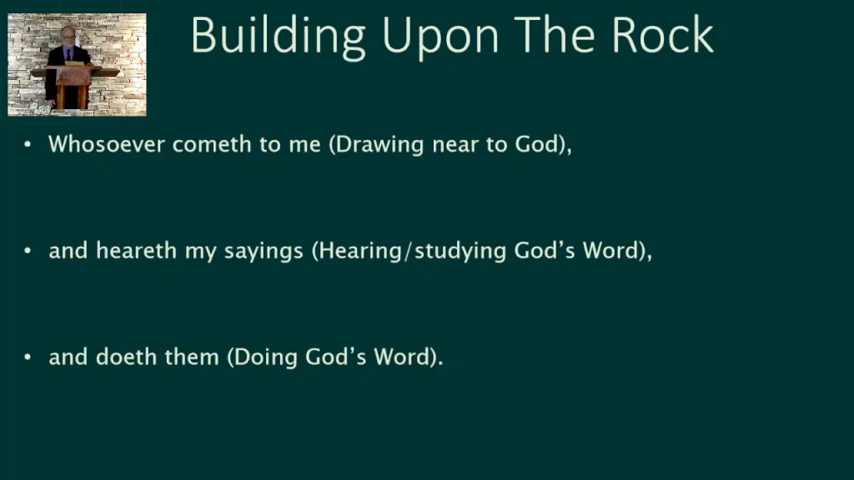 Building Upon The Rock
• Whosoever cometh to me (Drawing near to God),
• and heareth my sayings (Hearing/studying God's Word),
• and doeth them (Doing God's Word).